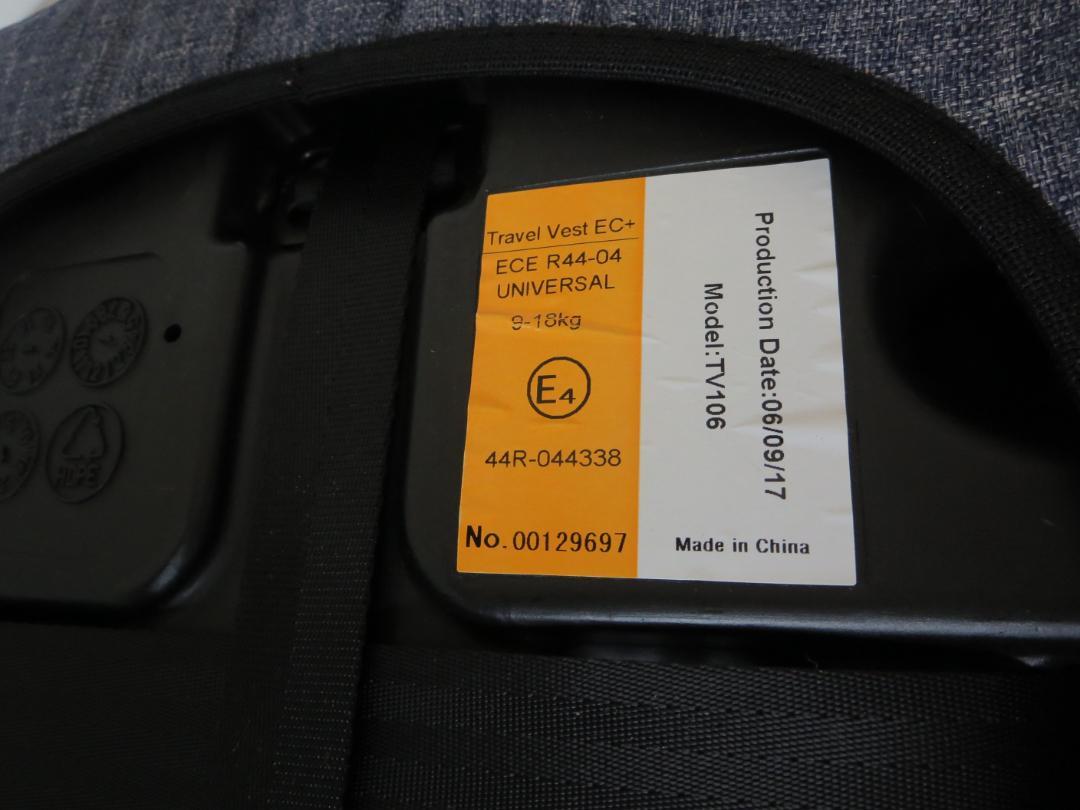 Travel Vest EC+
ECE R44-04
UNIVERSAL
9-18kg
E4
44R-044338
No. 00129697
Production Date:06/09/17
Model:TV106
Made in China
HDPE